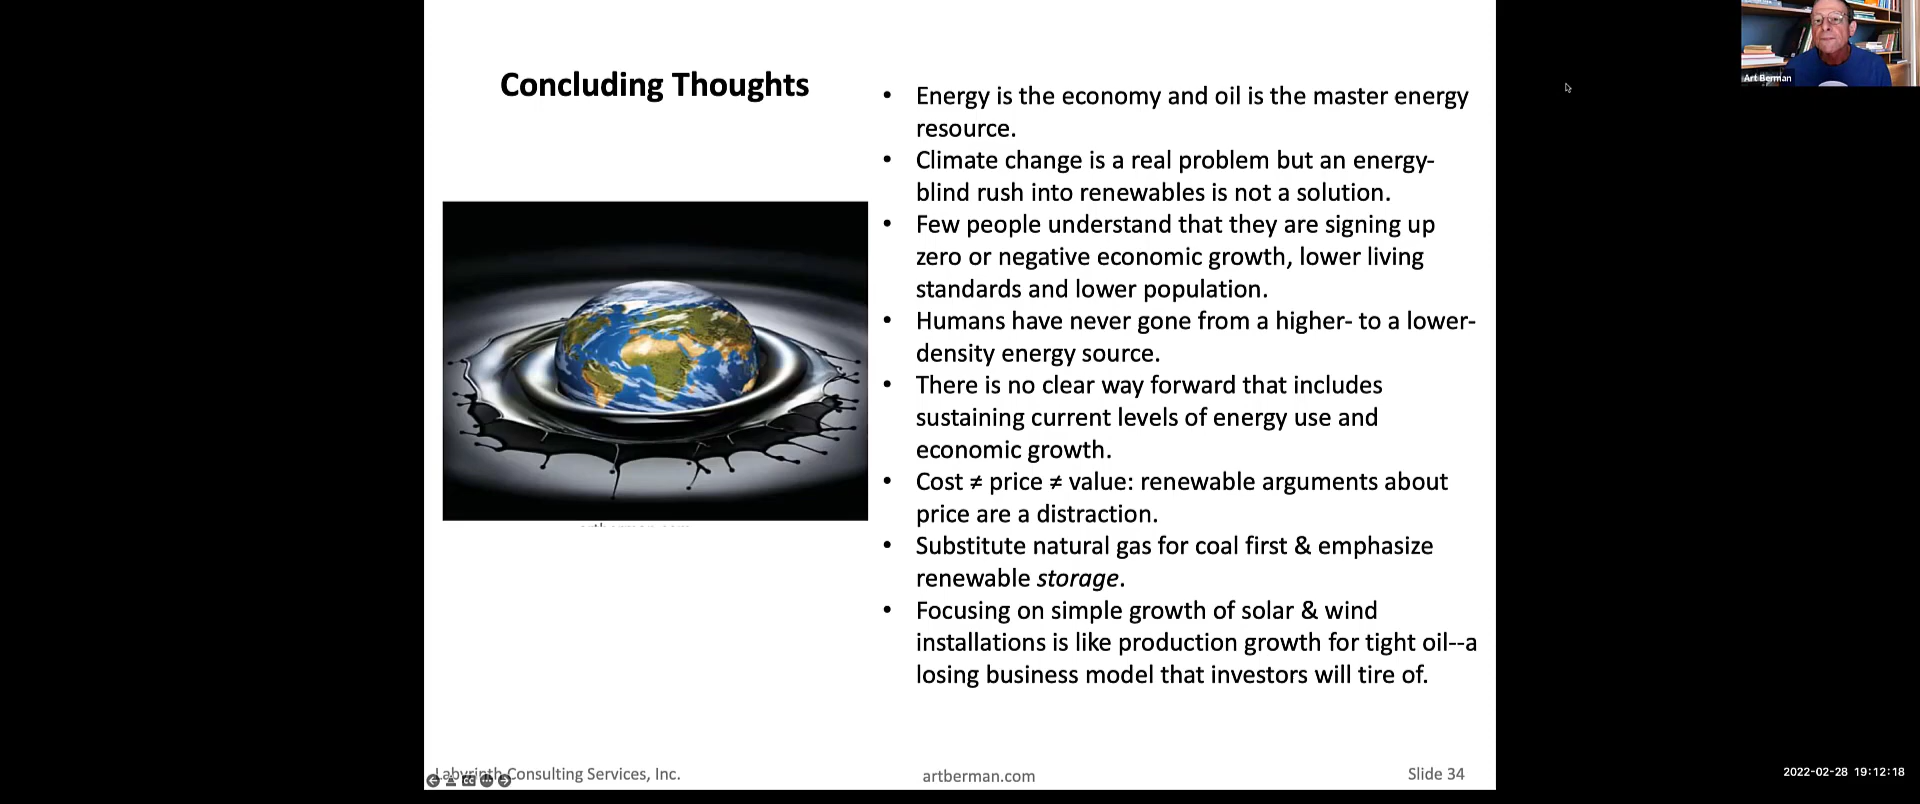 Concluding Thoughts
• Energy is the economy and oil is the master energy
resource.
• Climate change is a real problem but an energy-
blind rush into renewables is not a solution.
• Few people understand that they are signing up
zero or negative economic growth, lower living
standards and lower population.
• Humans have never gone from a higher- to a lower-
density energy source.
• There is no clear way forward that includes
sustaining current levels of energy use and
economic growth.
• Cost ≠ price ≠ value: renewable arguments about
price are a distraction.
• Substitute natural gas for coal first & emphasize
renewable storage.
• Focusing on simple growth of solar & wind
installations is like production growth for tight oil--a
losing business model that investors will tire of.
Labyrinth Consulting Services, Inc.
artberman.com
Slide 34
Art Berman
2022-02-28 19:12:18